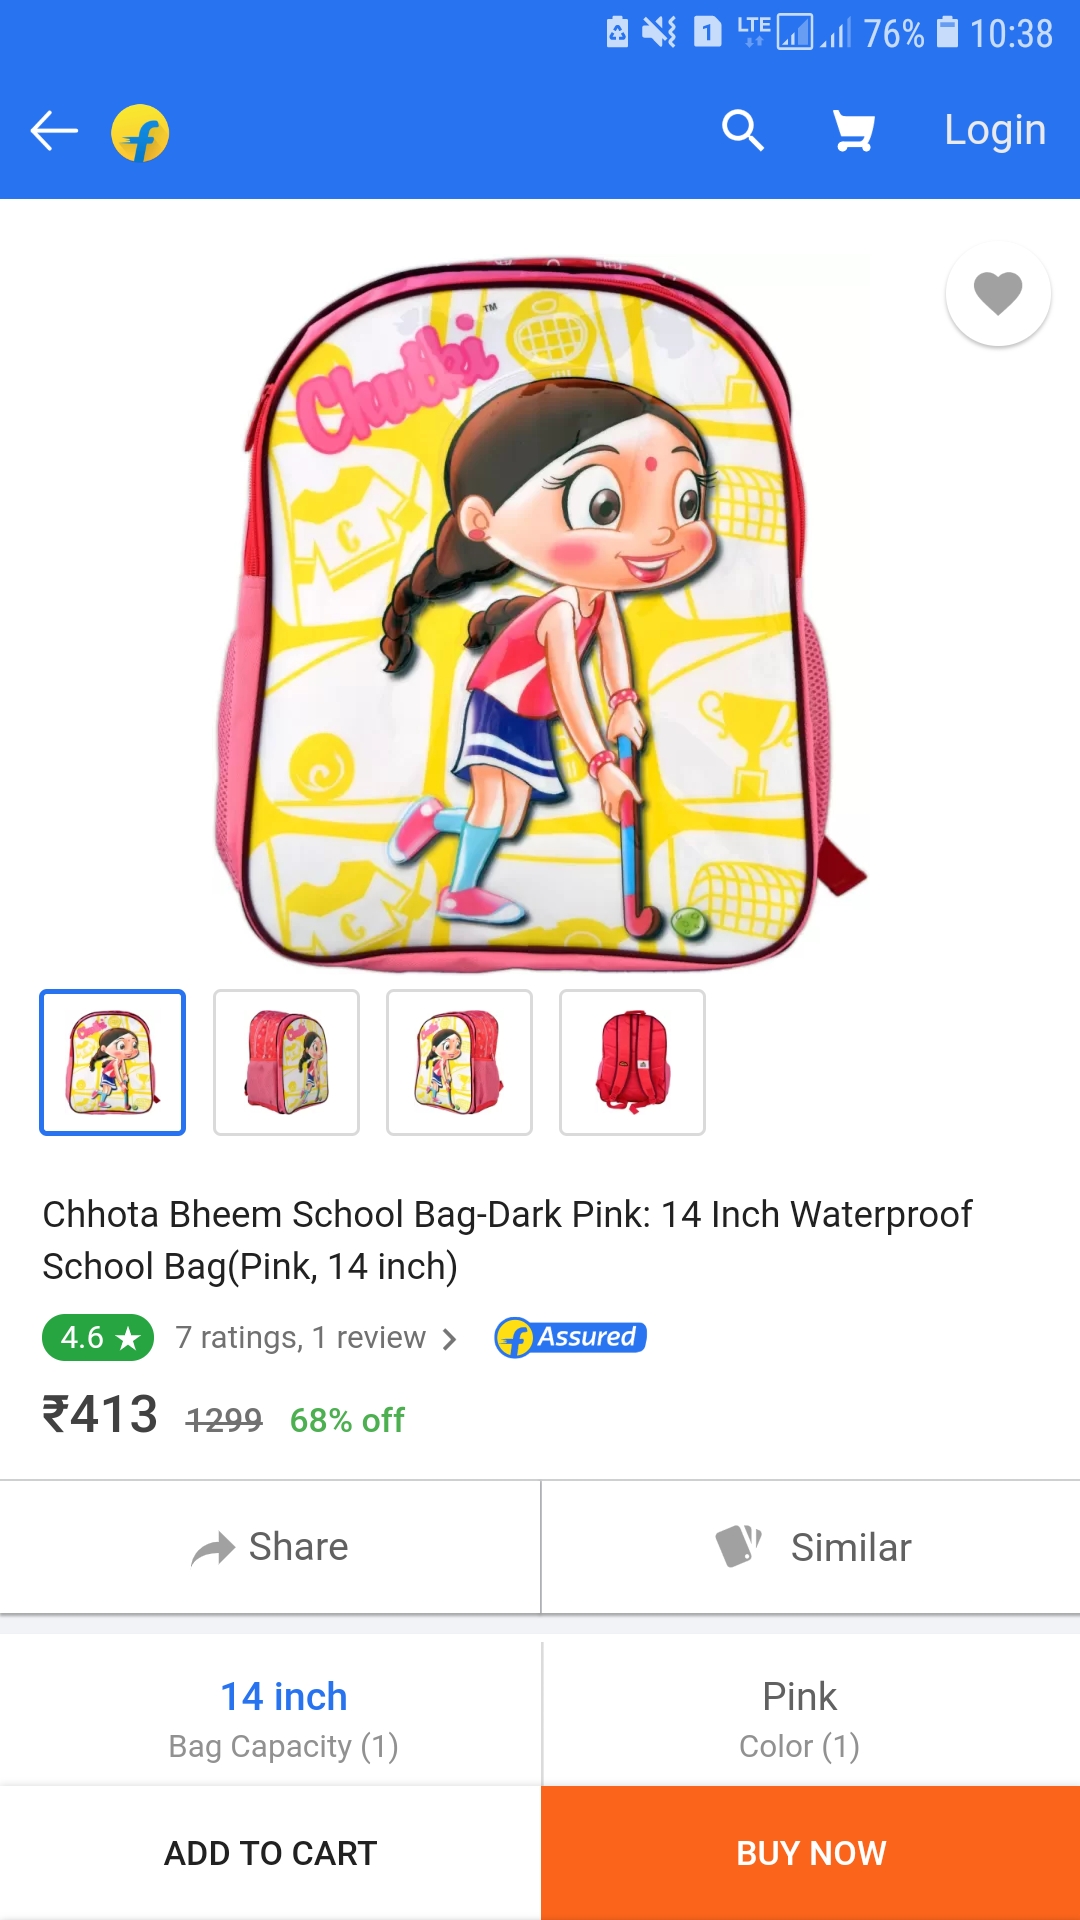 1 LTE 76% 10:38
Login
Chutki TM
C
C
Chhota Bheem School Bag-Dark Pink: 14 Inch Waterproof
School Bag(Pink, 14 inch)
4.6 ★ 7 ratings, 1 review > f Assured
₹413 1299 68% off
Share Similar
14 inch Pink
Bag Capacity (1) Color (1)
ADD TO CART BUY NOW